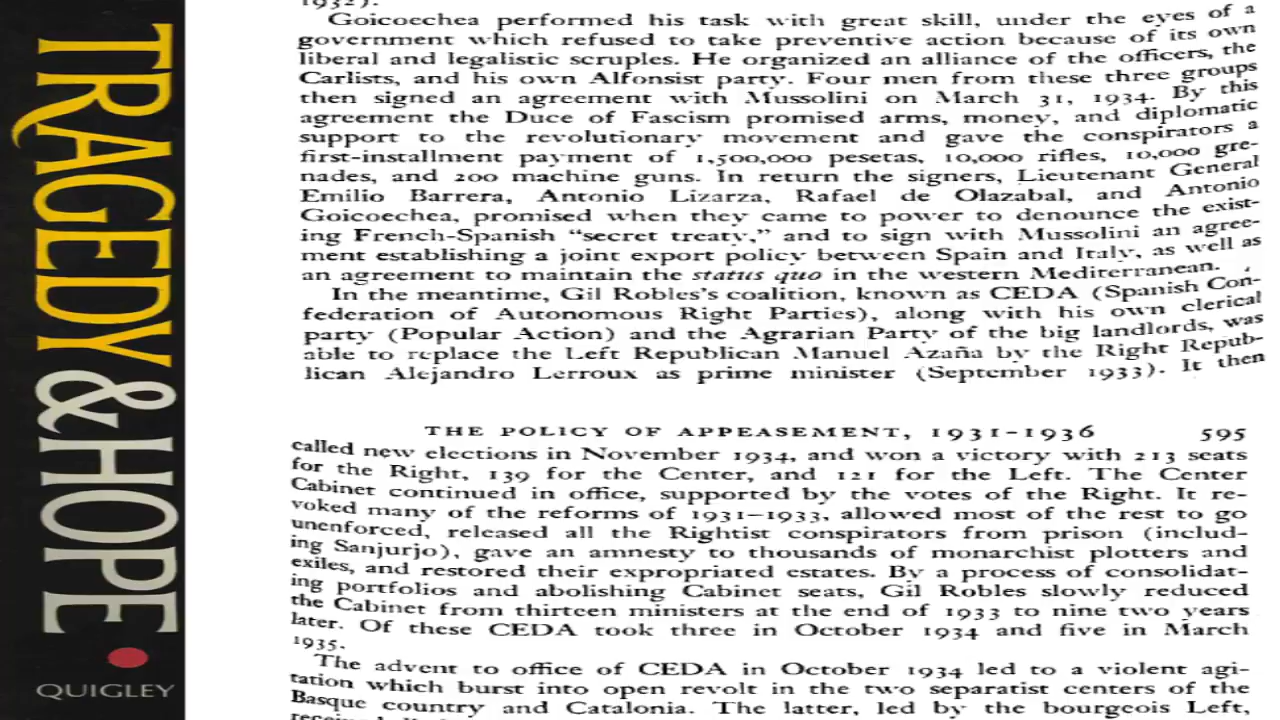 TRAGEDY & HOPE
QUIGLEY
1932).
Goicoechea performed his task with great skill, under the eyes of a
government which refused to take preventive action because of its own
liberal and legalistic scruples. He organized an alliance of the officers, the
Carlists, and his own Alfonsist party. Four men from these three groups
then signed an agreement with Mussolini on March 31, 1934. By this
agreement the Duce of Fascism promised arms, money, and diplomatic
support to the revolutionary movement and gave the conspirators a
first-installment payment of 1,500,000 pesetas, 10,000 rifles, 10,000 gre-
nades, and 200 machine guns. In return the signers, Lieutenant General
Emilio Barrera, Antonio Lizarza, Rafael de Olazabal, and Antonio
Goicoechea, promised when they came to power to denounce the exist-
ing French-Spanish “secret treaty,” and to sign with Mussolini an agree-
ment establishing a joint export policy between Spain and Italy, as well as
an agreement to maintain the status quo in the western Mediterranean.
In the meantime, Gil Robles's coalition, known as CEDA (Spanish Con-
federation of Autonomous Right Parties), along with his own clerical
party (Popular Action) and the Agrarian Party of the big landlords, was
able to replace the Left Republican Manuel Azaña by the Right Repub-
lican Alejandro Lerroux as prime minister (September 1933). It then
THE POLICY OF APPEASEMENT, 1931-1936 595
called new elections in November 1934, and won a victory with 213 seats
for the Right, 139 for the Center, and 121 for the Left. The Center
Cabinet continued in office, supported by the votes of the Right. It re-
voked many of the reforms of 1931–1933, allowed most of the rest to go
unenforced, released all the Rightist conspirators from prison (includ-
ing Sanjurjo), gave an amnesty to thousands of monarchist plotters and
exiles, and restored their expropriated estates. By a process of consolidat-
ing portfolios and abolishing Cabinet seats, Gil Robles slowly reduced
the Cabinet from thirteen ministers at the end of 1933 to nine two years
later. Of these CEDA took three in October 1934 and five in March
1935.
The advent to office of CEDA in October 1934 led to a violent agi-
tation which burst into open revolt in the two separatist centers of the
Basque country and Catalonia. The latter, led by the bourgeois Left,